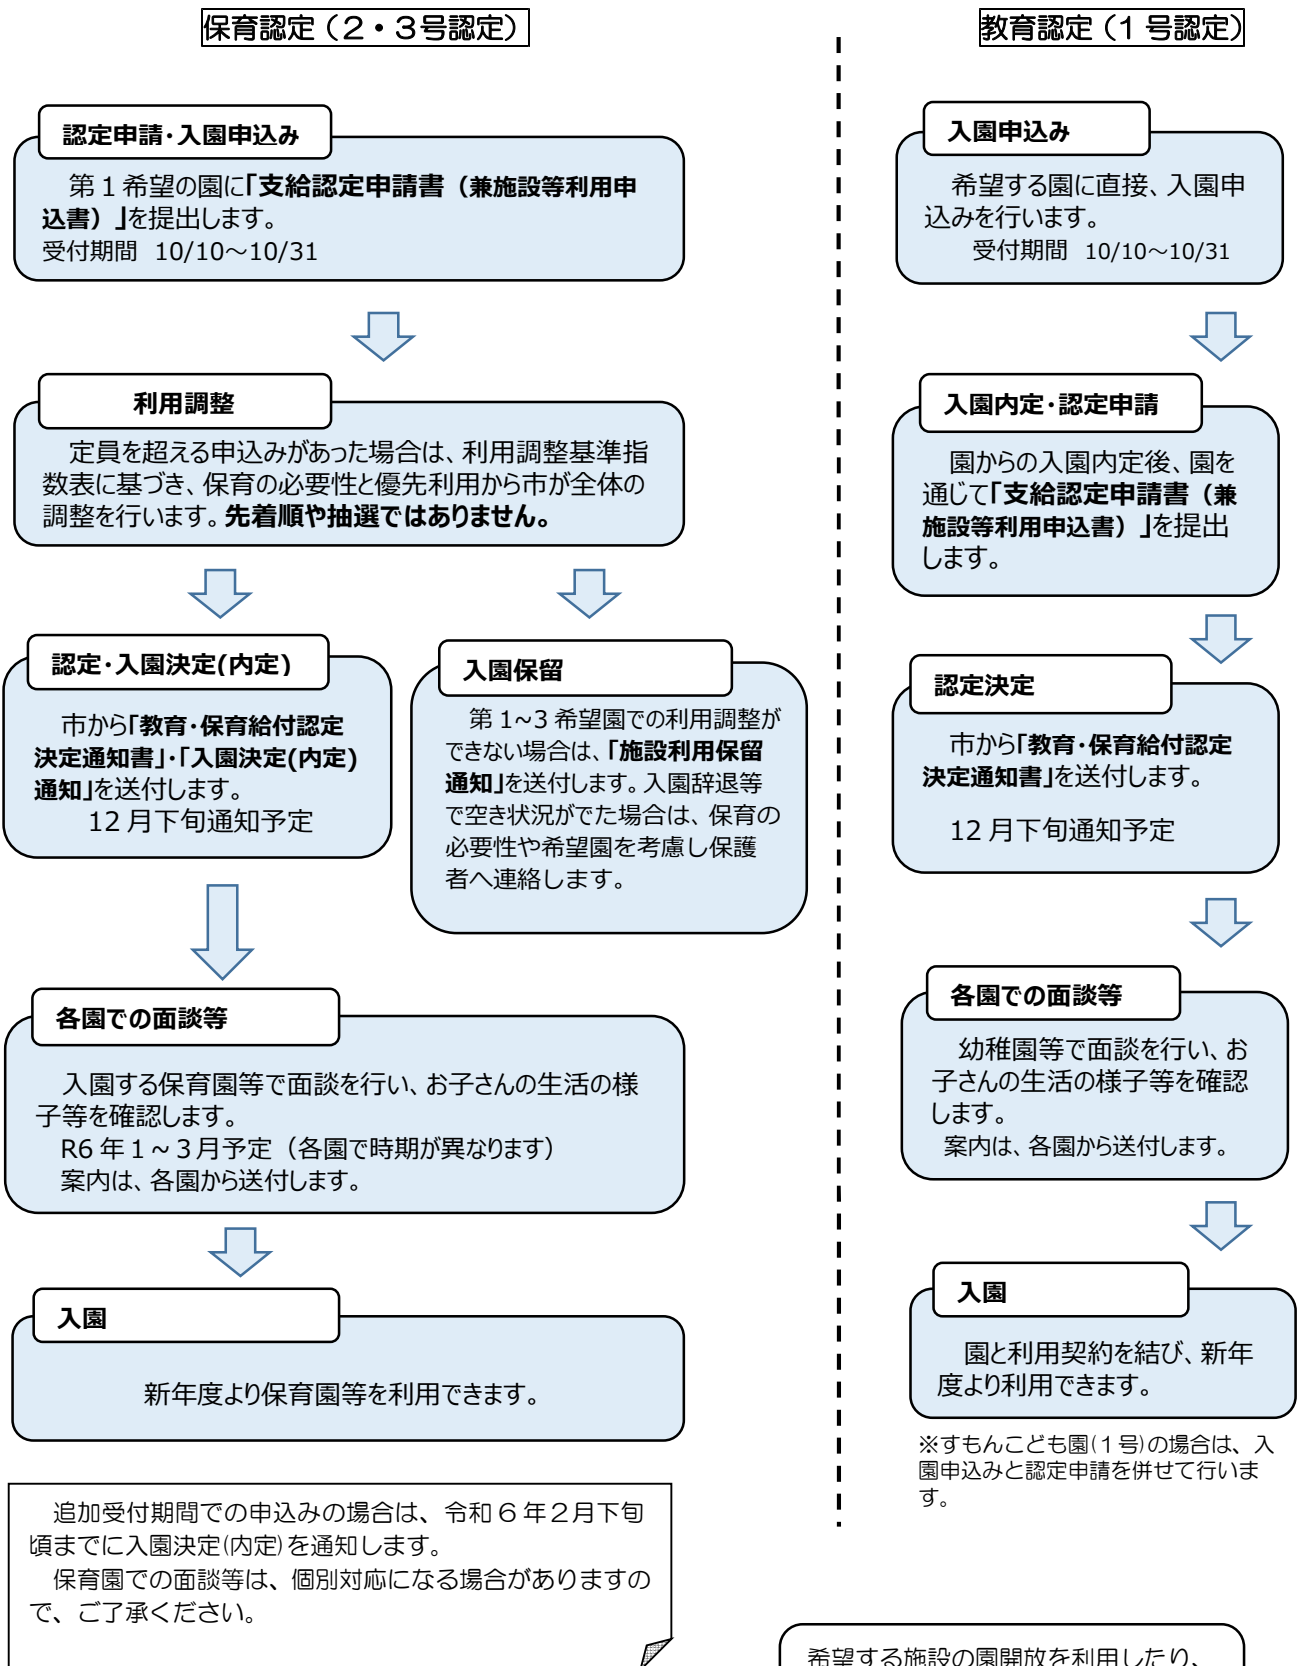 保育認定（２・３号認定）
認定申請・入園申込み
第１希望の園に「支給認定申請書（兼施設等利用申
込書）」を提出します。
受付期間 10/10～10/31
利用調整
定員を超える申込みがあった場合は、利用調整基準指
数表に基づき、保育の必要性と優先利用から市が全体の
調整を行います。先着順や抽選ではありません。
認定・入園決定(内定)
市から「教育・保育給付認定
決定通知書」・「入園決定(内定)
通知」を送付します。
12 月下旬通知予定
入園保留
第 1~3 希望園での利用調整が
できない場合は、「施設利用保留
通知」を送付します。入園辞退等
で空き状況がでた場合は、保育の
必要性や希望園を考慮し保護
者へ連絡します。
各園での面談等
入園する保育園等で面談を行い、お子さんの生活の様
子等を確認します。
R6 年１～３月予定（各園で時期が異なります）
案内は、各園から送付します。
入園
新年度より保育園等を利用できます。
追加受付期間での申込みの場合は、令和６年２月下旬
頃までに入園決定(内定)を通知します。
保育園での面談等は、個別対応になる場合がありますの
で、ご了承ください。
教育認定（1 号認定）
入園申込み
希望する園に直接、入園申
込みを行います。
受付期間 10/10～10/31
入園内定・認定申請
園からの入園内定後、園を
通じて「支給認定申請書（兼
施設等利用申込書）」を提出
します。
認定決定
市から「教育・保育給付認定
決定通知書」を送付します。
12 月下旬通知予定
各園での面談等
幼稚園等で面談を行い、お
子さんの生活の様子等を確認
します。
案内は、各園から送付します。
入園
園と利用契約を結び、新年
度より利用できます。
※すもんこども園(１号)の場合は、入
園申込みと認定申請を併せて行いま
す。
希望する施設の園開放を利用したり、